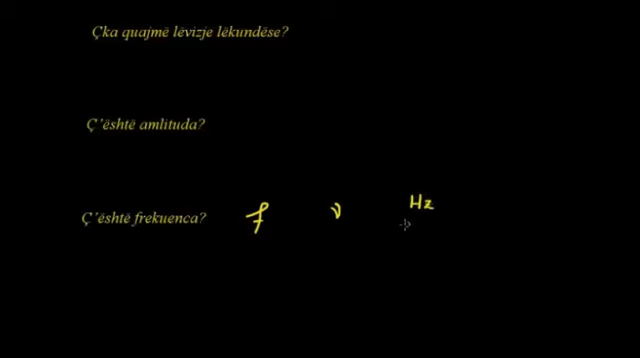 Çka quajmë lëvizje lëkundëse?
Ç'është amlituda?
Ç'është frekuenca? f ν Hz